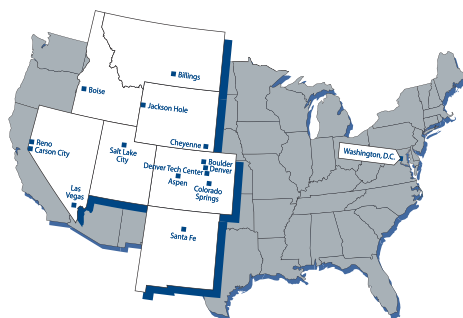 Billings
Boise
Jackson Hole
Cheyenne
Reno
Carson City
Salt Lake
City
Boulder
Denver
Denver Tech Center
Aspen
Colorado
Springs
Las
Vegas
Santa Fe
Washington, D.C.